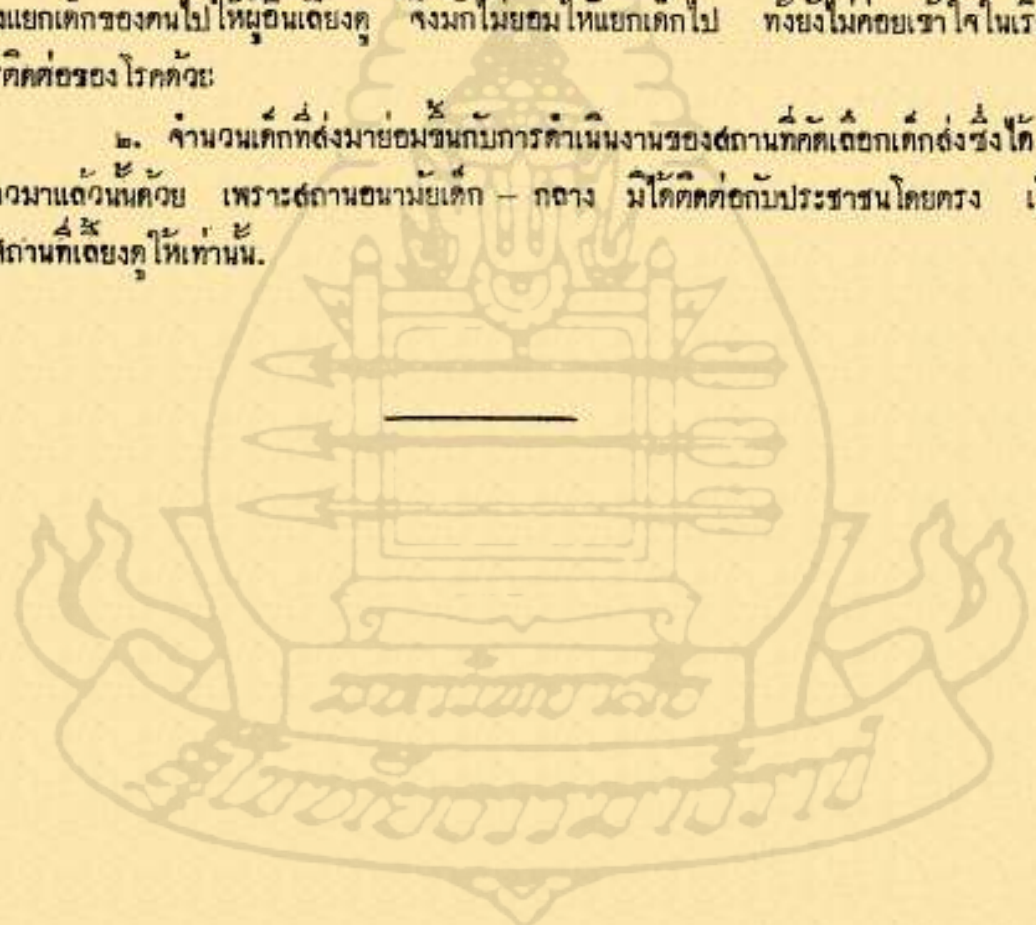 งแยกเด็กของตนไปให้ผู้อื่นเลี้ยงดู จึงมักไม่ยอมให้แยกเด็กไป ทั้งยังไม่ค่อยเข้าใจในเรื่
รติดต่อของโรคด้วย
๒. จำนวนเด็กที่ส่งมาย่อมขึ้นกับการดำเนินงานของสถานที่คัดเลือกเด็กส่งซึ่งได้
าวมาแล้วนั้นด้วย เพราะสถานอนามัยเด็ก – กลาง มิได้ติดต่อกับประชาชนโดยตรง เ
สถานที่เลี้ยงดูให้เท่านั้น.